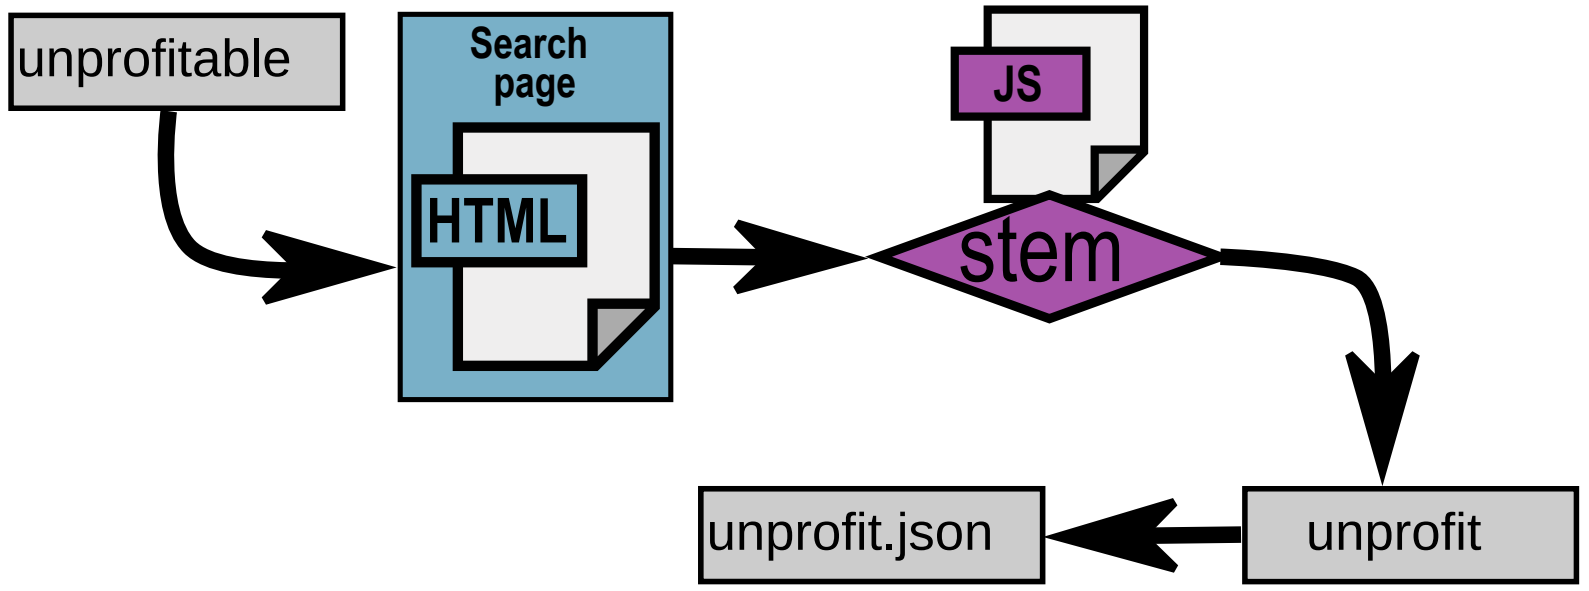 unprofitable
Search
page
HTML
JS
stem
unprofit
unprofit.json